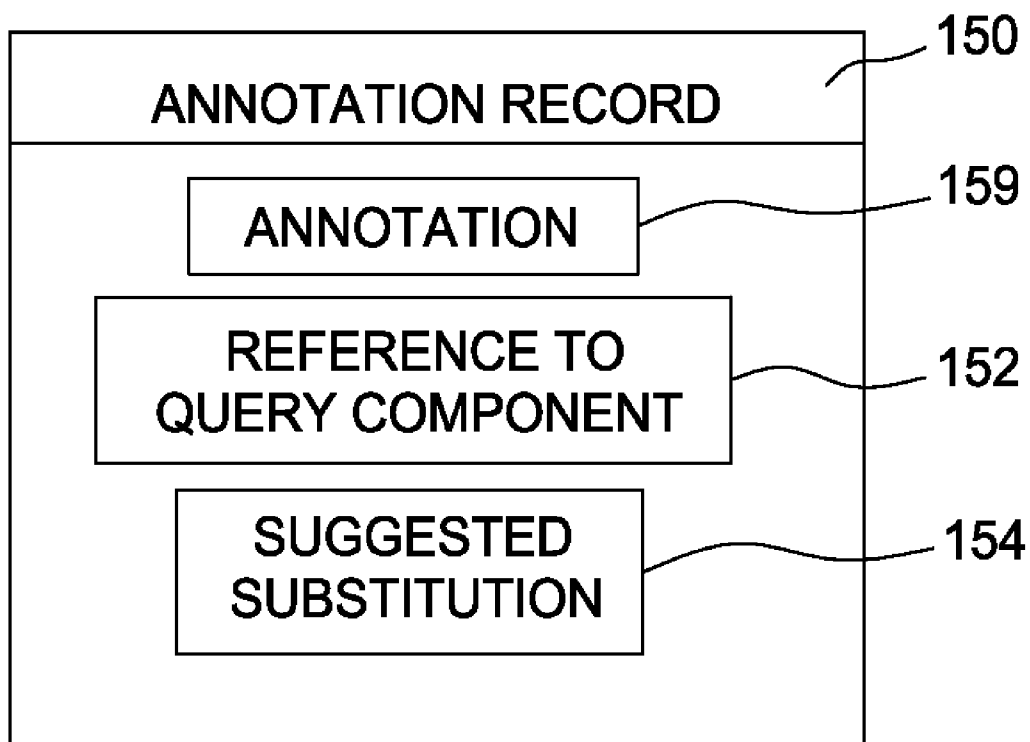 150
ANNOTATION RECORD
159
ANNOTATION
REFERENCE TO
QUERY COMPONENT
152
SUGGESTED
SUBSTITUTION
154